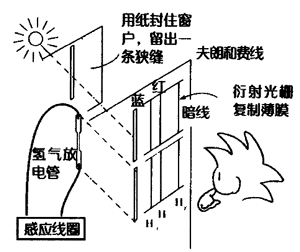 用纸封住窗
户,留出一
条狭缝
夫朗和费线
蓝 红
暗线
衍射光栅
复制薄膜
氢气放
电管
感应线圈
H, H H,